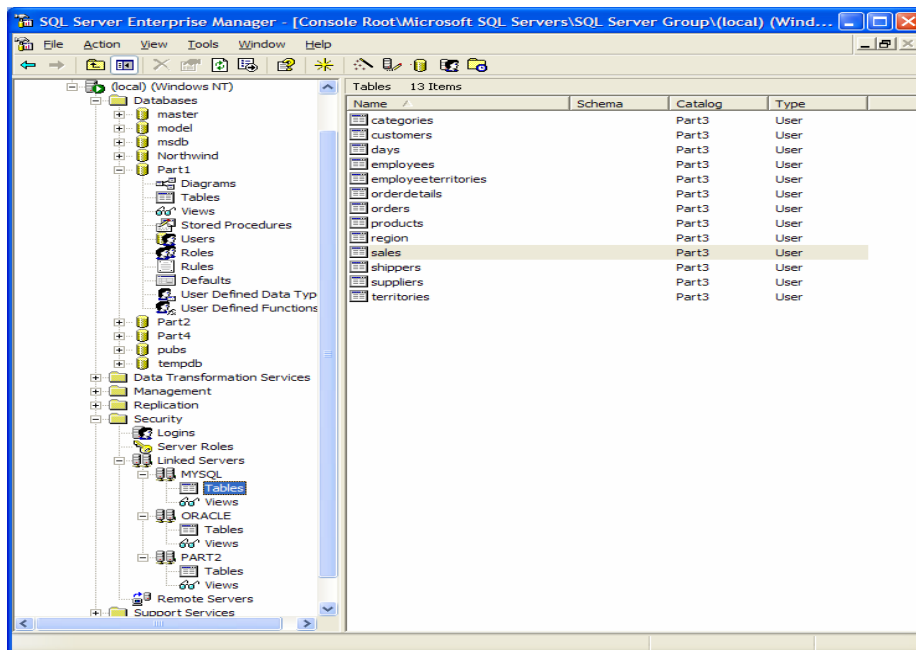 SQL Server Enterprise Manager - [Console Root\Microsoft SQL Servers\SQL Server Group\(local) (Wind...
File Action View Tools Window Help
(local) (Windows NT)
Databases
master
model
msdb
Northwind
Part1
Diagrams
Tables
Views
Stored Procedures
Users
Roles
Rules
Defaults
User Defined Data Typ
User Defined Functions
Part2
Part4
pubs
tempdb
Data Transformation Services
Management
Replication
Security
Logins
Server Roles
Linked Servers
MYSQL
Tables
Views
ORACLE
Tables
Views
PART2
Tables
Views
Remote Servers
Support Services
Tables 13 Items
Name Schema Catalog Type
categories Part3 User
customers Part3 User
days Part3 User
employees Part3 User
employeeterritories Part3 User
orderdetails Part3 User
orders Part3 User
products Part3 User
region Part3 User
sales Part3 User
shippers Part3 User
suppliers Part3 User
territories Part3 User